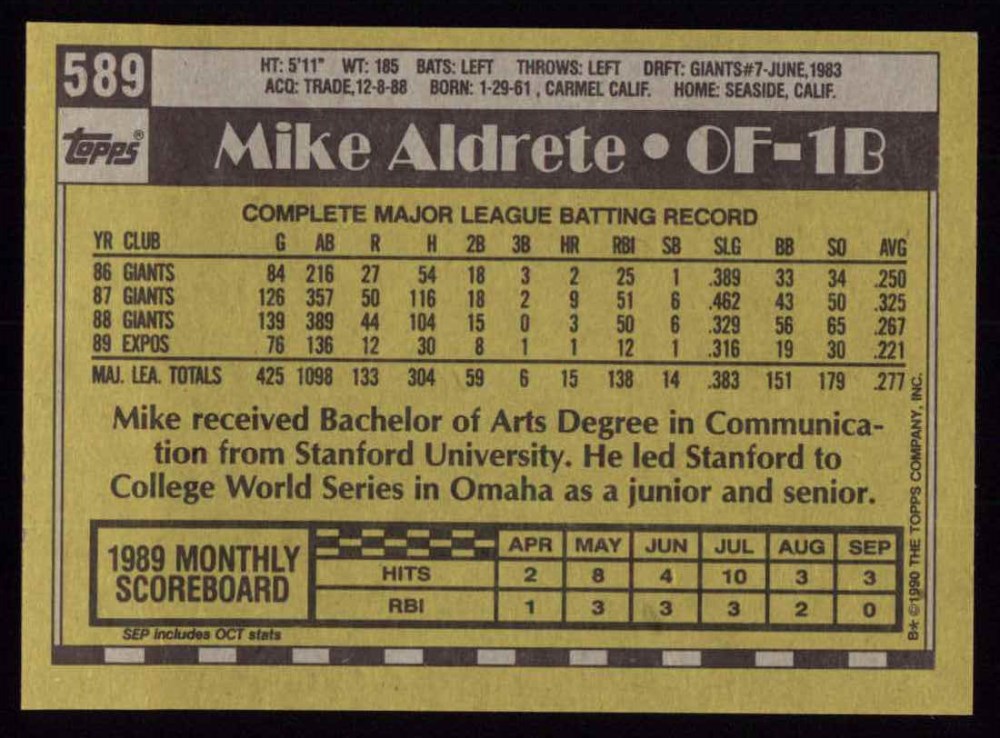 589
HT: 5'11" WT: 185 BATS: LEFT THROWS: LEFT DRFT: GIANTS#7-JUNE,1983
ACQ: TRADE,12-8-88 BORN: 1-29-61 , CARMEL CALIF. HOME: SEASIDE, CALIF.
topps®
Mike Aldrete • OF-1B
COMPLETE MAJOR LEAGUE BATTING RECORD
YR CLUB G AB R H 2B 3B HR RBI SB SLG BB SO AVG
86 GIANTS 84 216 27 54 18 3 2 25 1 .389 33 34 .250
87 GIANTS 126 357 50 116 18 2 9 51 6 .462 43 50 .325
88 GIANTS 139 389 44 104 15 0 3 50 6 .329 56 65 .267
89 EXPOS 76 136 12 30 8 1 1 12 1 .316 19 30 .221
MAJ. LEA. TOTALS 425 1098 133 304 59 6 15 138 14 .383 151 179 .277
Mike received Bachelor of Arts Degree in Communica-
tion from Stanford University. He led Stanford to
College World Series in Omaha as a junior and senior.
1989 MONTHLY
SCOREBOARD
APR MAY JUN JUL AUG SEP
HITS 2 8 4 10 3 3
RBI 1 3 3 3 2 0
SEP includes OCT stats
B* ©1990 THE TOPPS COMPANY, INC.